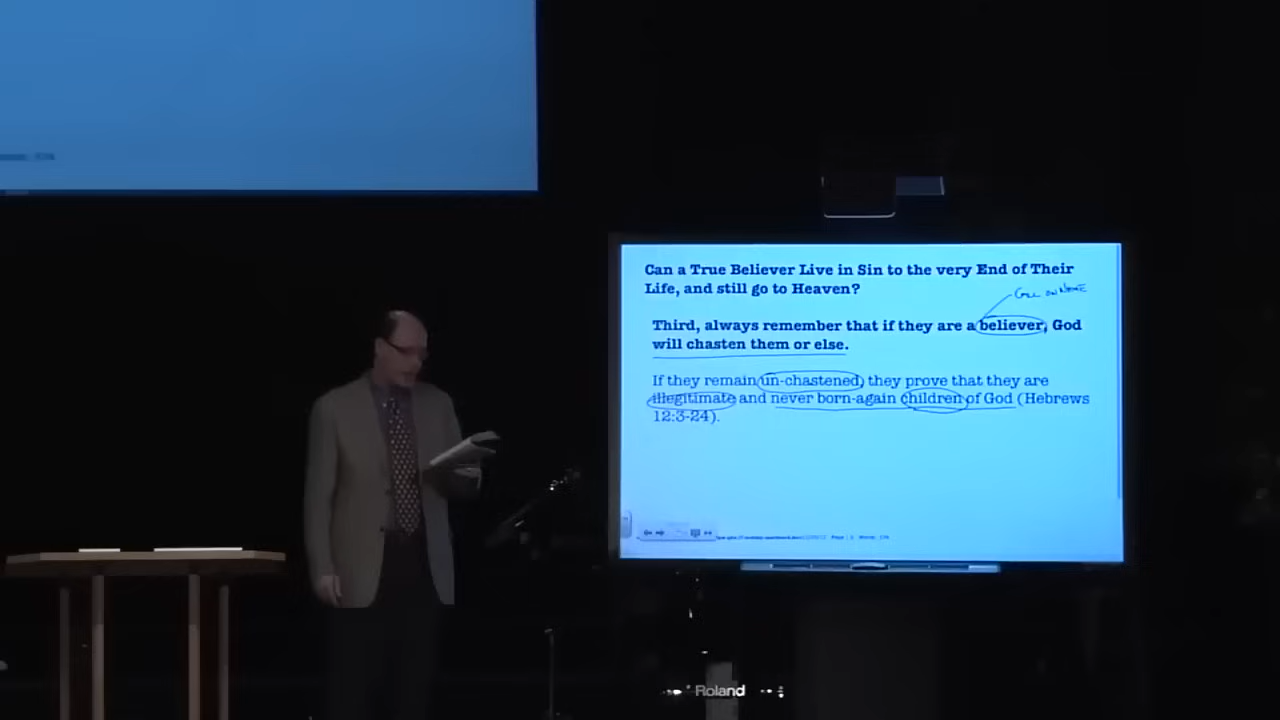 Can a True Believer Live in Sin to the very End of Their
Life, and still go to Heaven?
Third, always remember that if they are a believer, God
will chasten them or else.
If they remain un-chastened, they prove that they are
illegitimate and never born-again children of God (Hebrews
12:3-24).
Roland